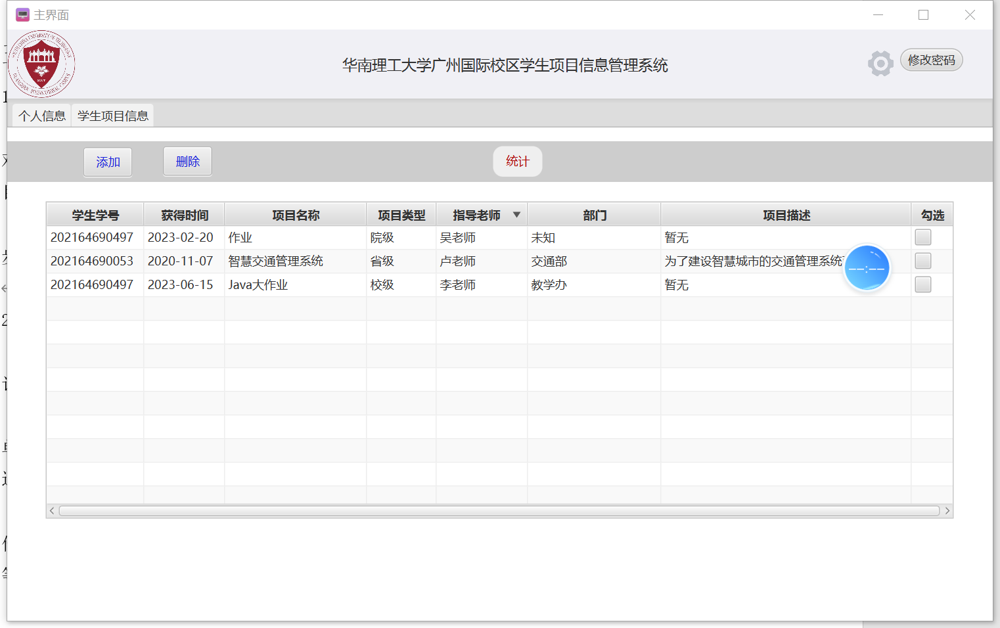 主界面
华南理工大学广州国际校区学生项目信息管理系统
修改密码
个人信息 学生项目信息
添加 删除 统计
学生学号 获得时间 项目名称 项目类型 指导老师 部门 项目描述 勾选
202164690497 2023-02-20 作业 院级 吴老师 未知 暂无
202164690053 2020-11-07 智慧交通管理系统 省级 卢老师 交通部 为了建设智慧城市的交通管理系统
202164690497 2023-06-15 Java大作业 校级 李老师 教学办 暂无
--:--